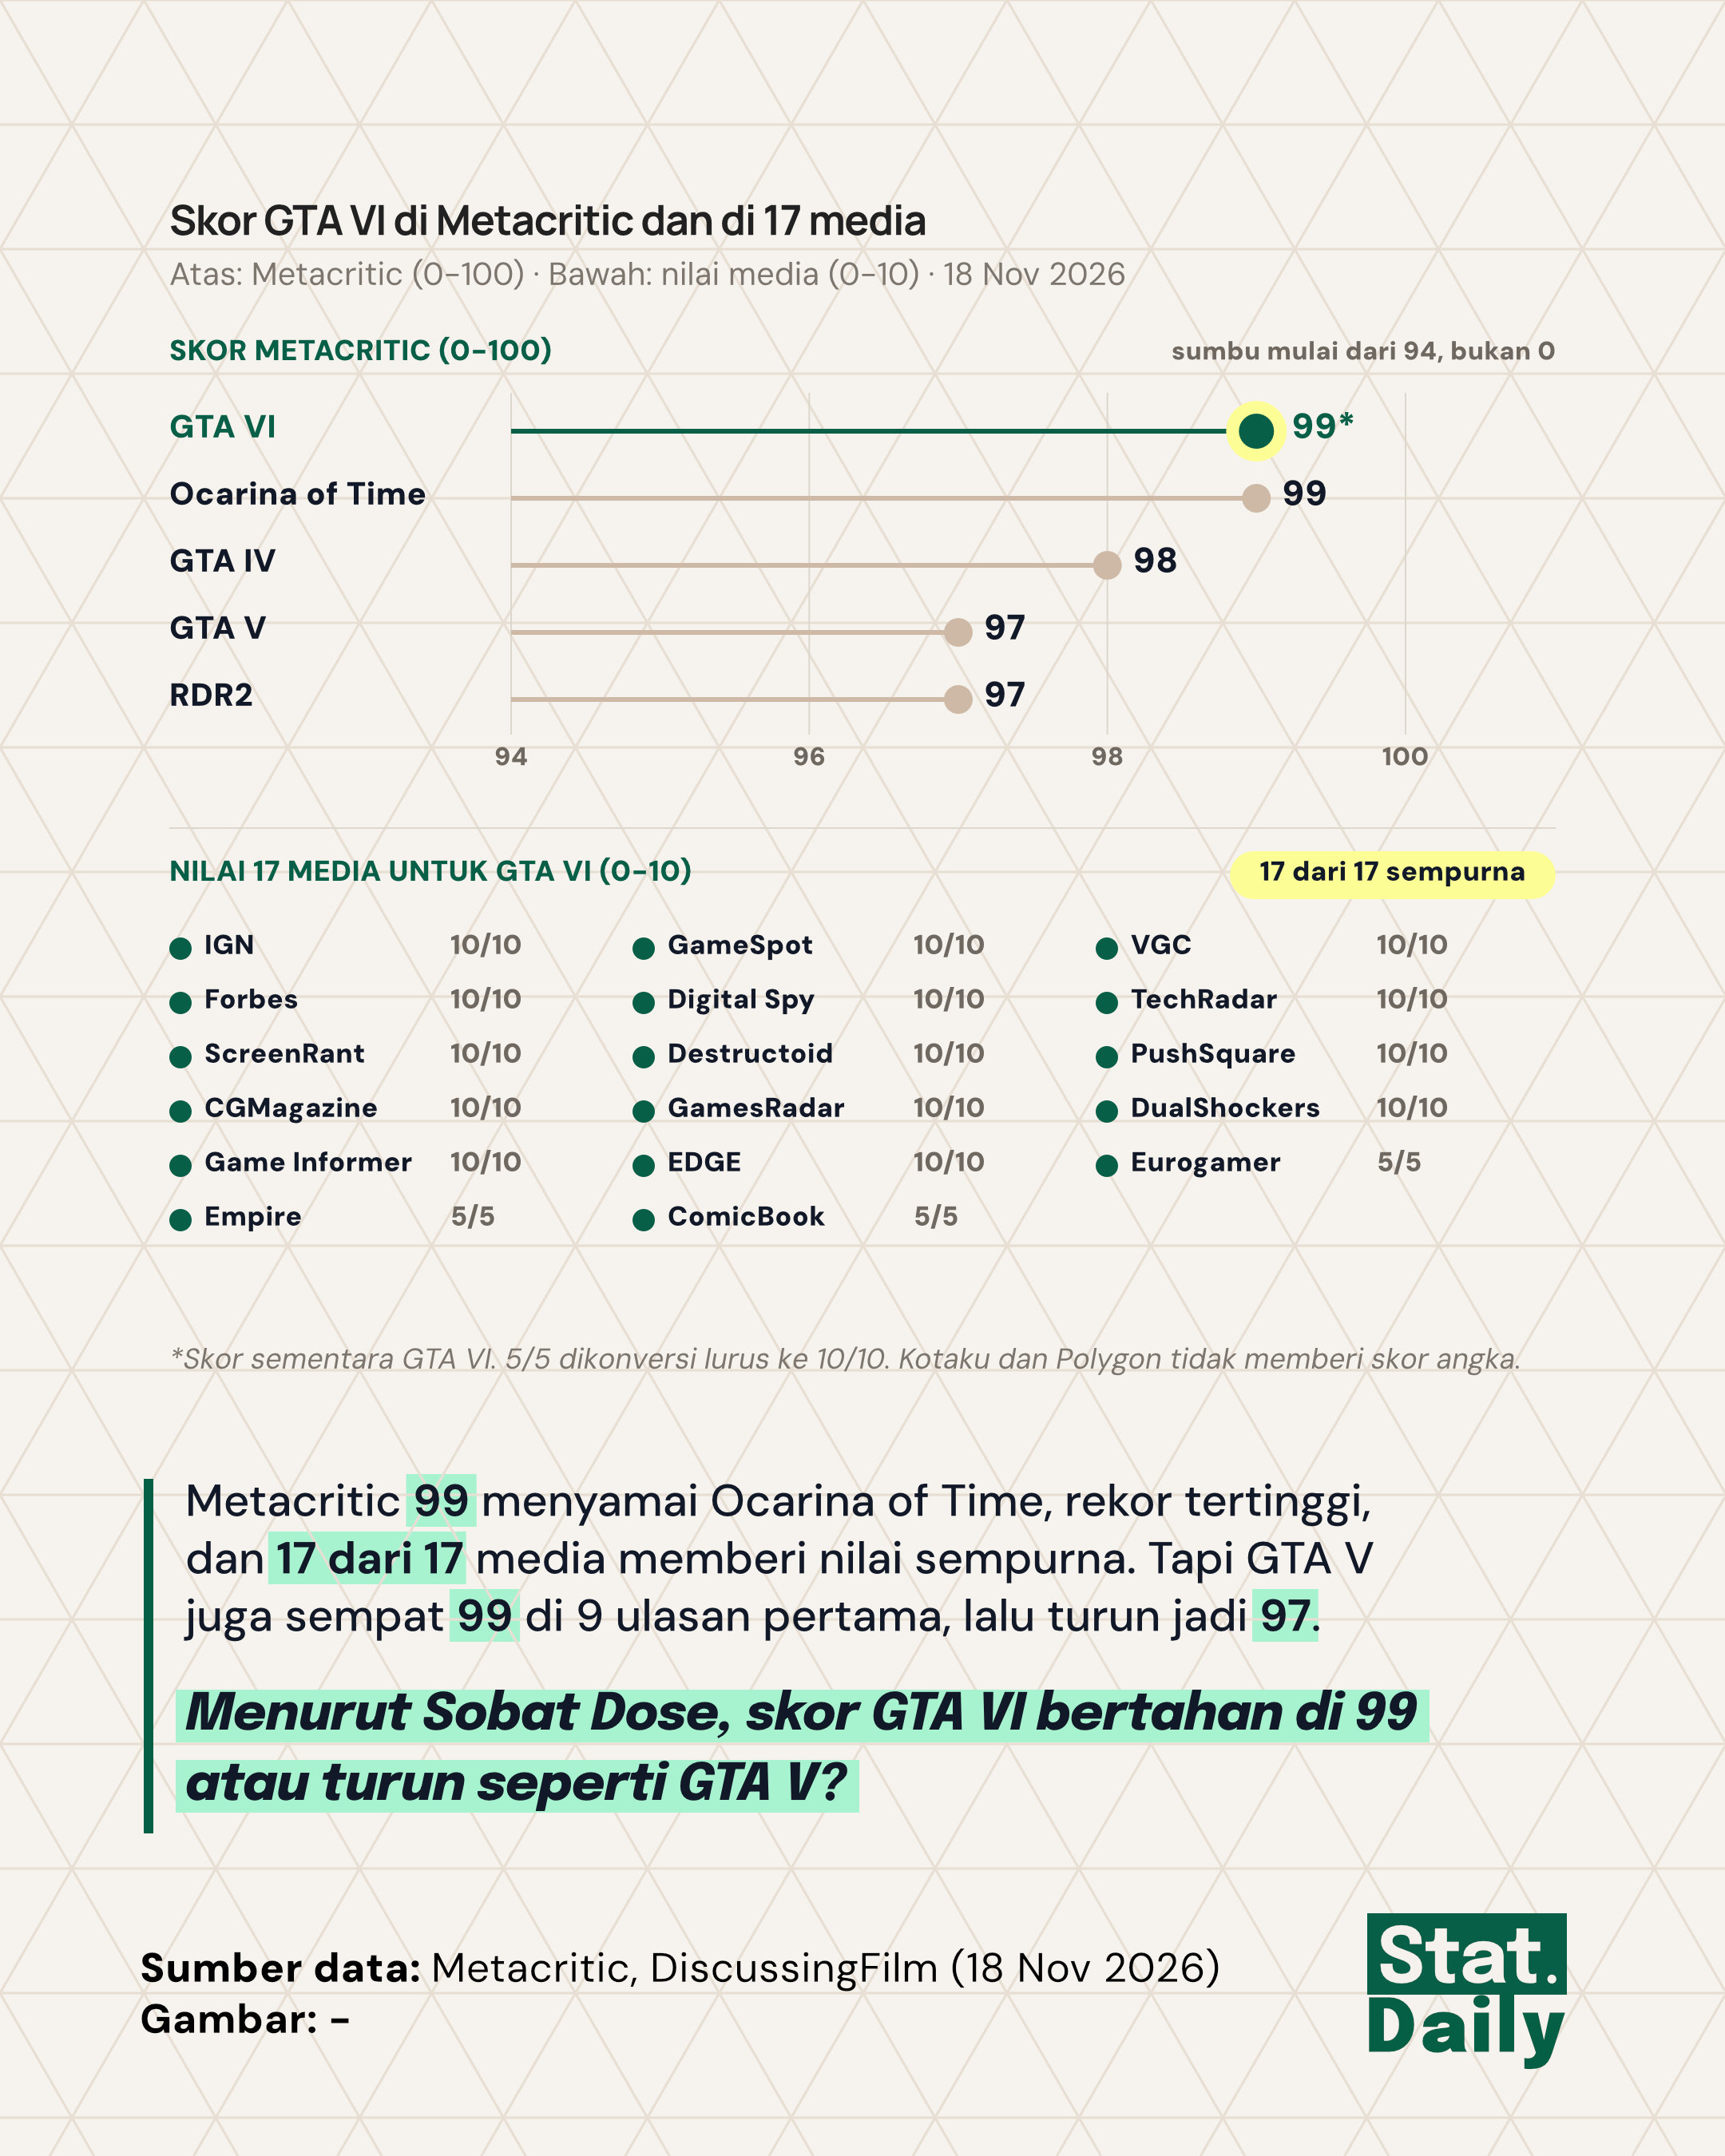 Skor GTA VI di Metacritic dan di 17 media
Atas: Metacritic (0-100) · Bawah: nilai media (0-10) · 18 Nov 2026
SKOR METACRITIC (0-100)
sumbu mulai dari 94, bukan 0
GTA VI 99*
Ocarina of Time 99
GTA IV 98
GTA V 97
RDR2 97
94 96 98 100
NILAI 17 MEDIA UNTUK GTA VI (0-10)
17 dari 17 sempurna
IGN 10/10 GameSpot 10/10 VGC 10/10
Forbes 10/10 Digital Spy 10/10 TechRadar 10/10
ScreenRant 10/10 Destructoid 10/10 PushSquare 10/10
CGMagazine 10/10 GamesRadar 10/10 DualShockers 10/10
Game Informer 10/10 EDGE 10/10 Eurogamer 5/5
Empire 5/5 ComicBook 5/5
*Skor sementara GTA VI. 5/5 dikonversi lurus ke 10/10. Kotaku dan Polygon tidak memberi skor angka.
Metacritic 99 menyamai Ocarina of Time, rekor tertinggi,
dan 17 dari 17 media memberi nilai sempurna. Tapi GTA V
juga sempat 99 di 9 ulasan pertama, lalu turun jadi 97.
Menurut Sobat Dose, skor GTA VI bertahan di 99
atau turun seperti GTA V?
Sumber data: Metacritic, DiscussingFilm (18 Nov 2026)
Gambar: -
Stat.
Daily